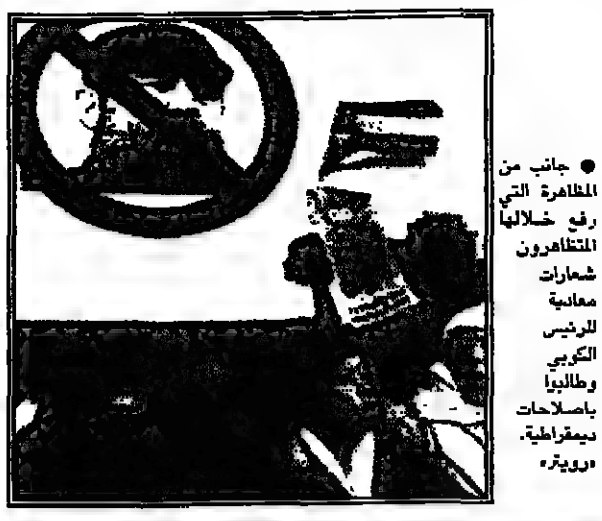 ● جانب من
المظاهرة التي
رفع خلالها
المتظاهرون
شعارات
معادية
للرئيس
الكوبي
وطالبوا
باصلاحات
ديمقراطية.
«رويتر»